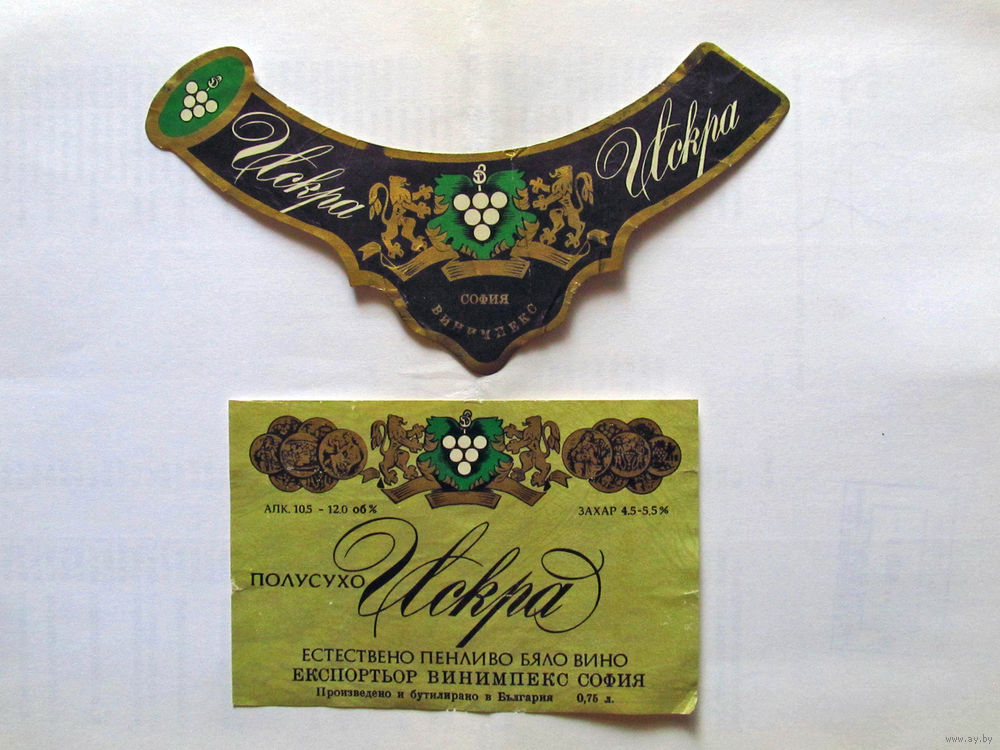 Искра Искра
СОФИЯ
ВИНИМПЕКС
АЛК. 10.5 - 12.0 об % ЗАХАР 4.5-5.5 %
ПОЛУСУХО Искра
ЕСТЕСТВЕНО ПЕНЛИВО БЯЛО ВИНО
ЕКСПОРТЬОР ВИНИМПЕКС СОФИЯ
Произведено и бутилирано в България 0,75 л.
www.ay.by